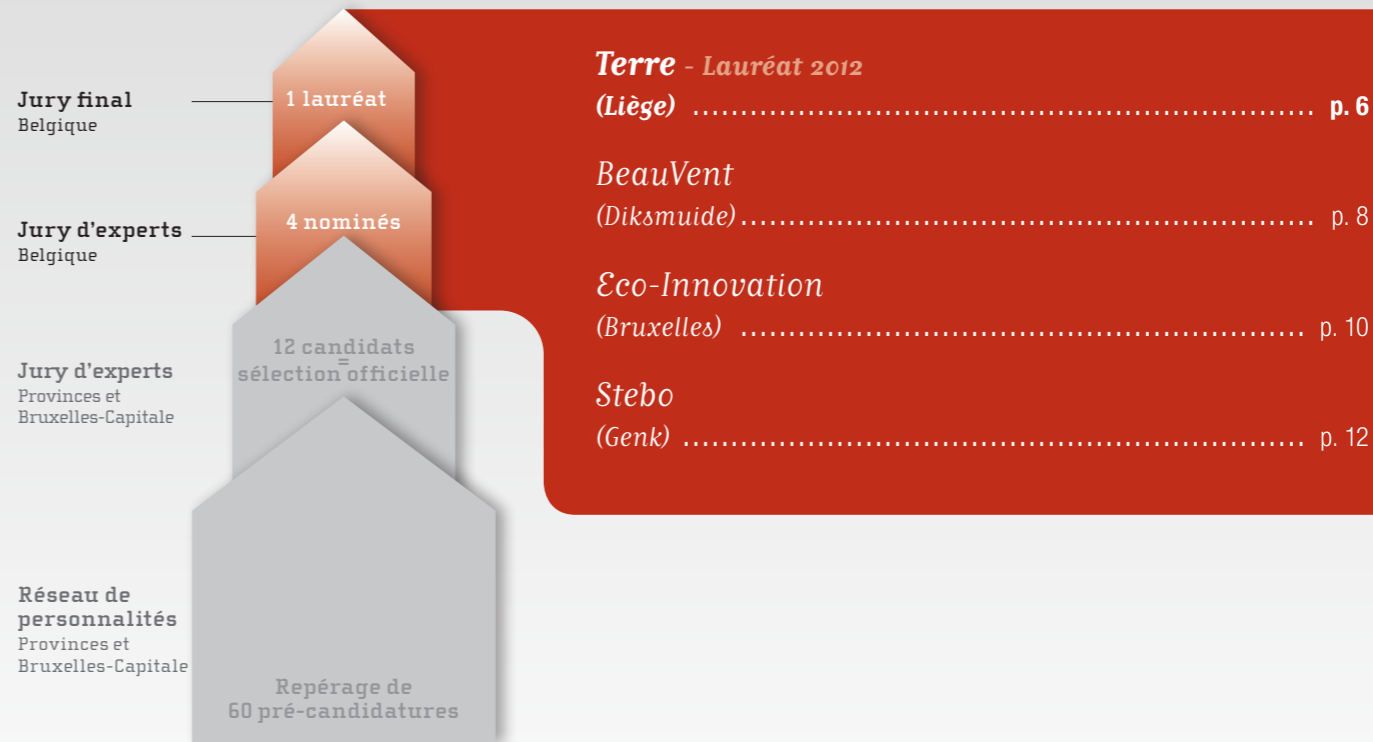 Jury final
Belgique
1 lauréat
Jury d'experts
Belgique
4 nominés
Jury d'experts
Provinces et
Bruxelles-Capitale
12 candidats
=
sélection officielle
Réseau de
personnalités
Provinces et
Bruxelles-Capitale
Repérage de
60 pré-candidatures
Terre - Lauréat 2012
(Liège) ................................................................. p. 6
BeauVent
(Diksmuide)............................................................ p. 8
Eco-Innovation
(Bruxelles) ........................................................... p. 10
Stebo
(Genk) ................................................................. p. 12